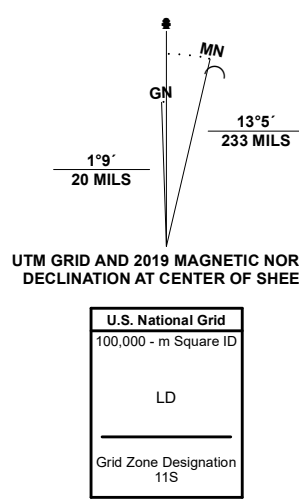 MN
GN
13°5´
233 MILS
1°9´
20 MILS
UTM GRID AND 2019 MAGNETIC NOR
DECLINATION AT CENTER OF SHEE
U.S. National Grid
100,000 - m Square ID
LD
Grid Zone Designation
11S